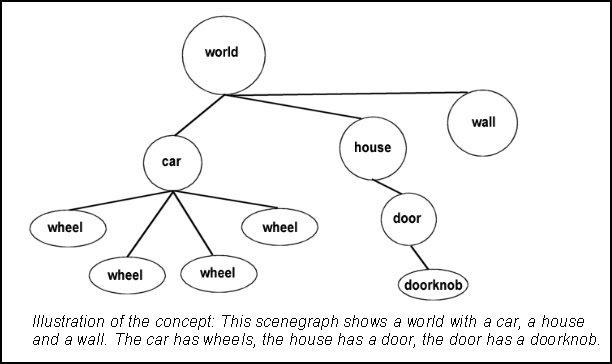 world
wall
house
car
door
wheel
wheel
wheel
wheel
doorknob
Illustration of the concept: This scenegraph shows a world with a car, a house
and a wall. The car has wheels, the house has a door, the door has a doorknob.